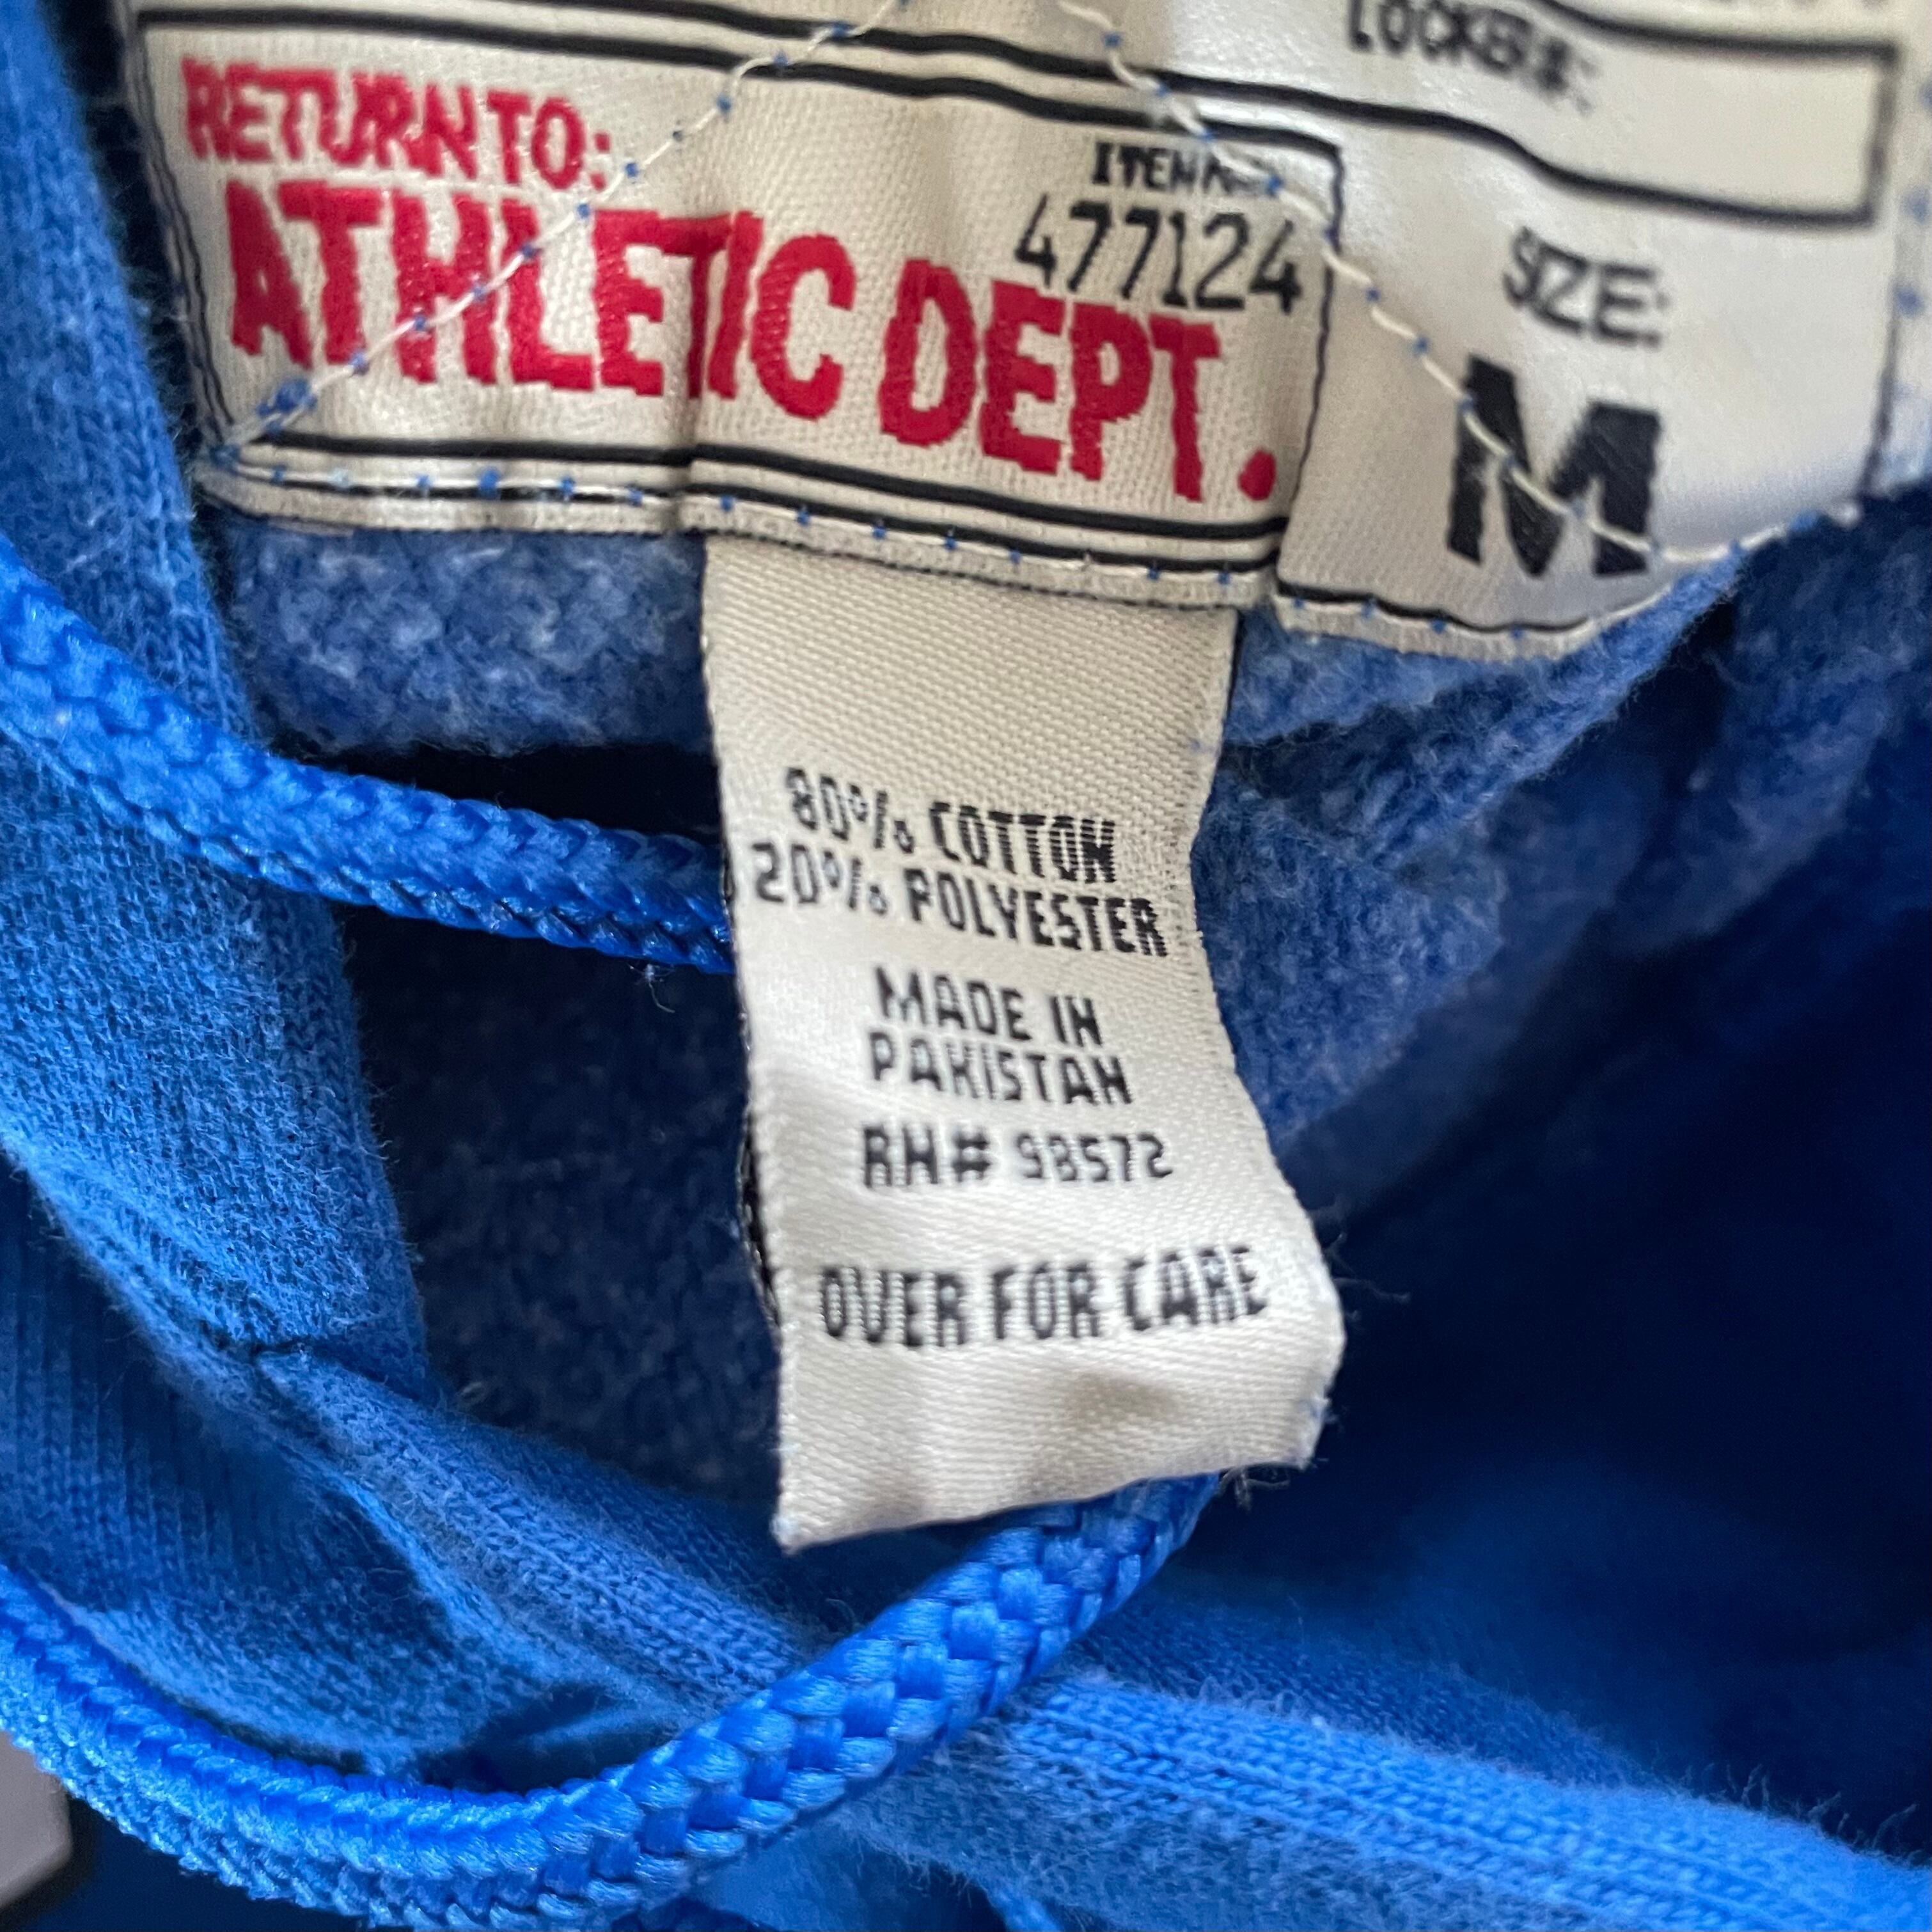 LOCKER#:
RETURN TO:
ITEM No.
477124
ATHLETIC DEPT.
SIZE:
M
80% COTTON
20% POLYESTER
MADE IN
PAKISTAN
RN# 98572
OVER FOR CARE